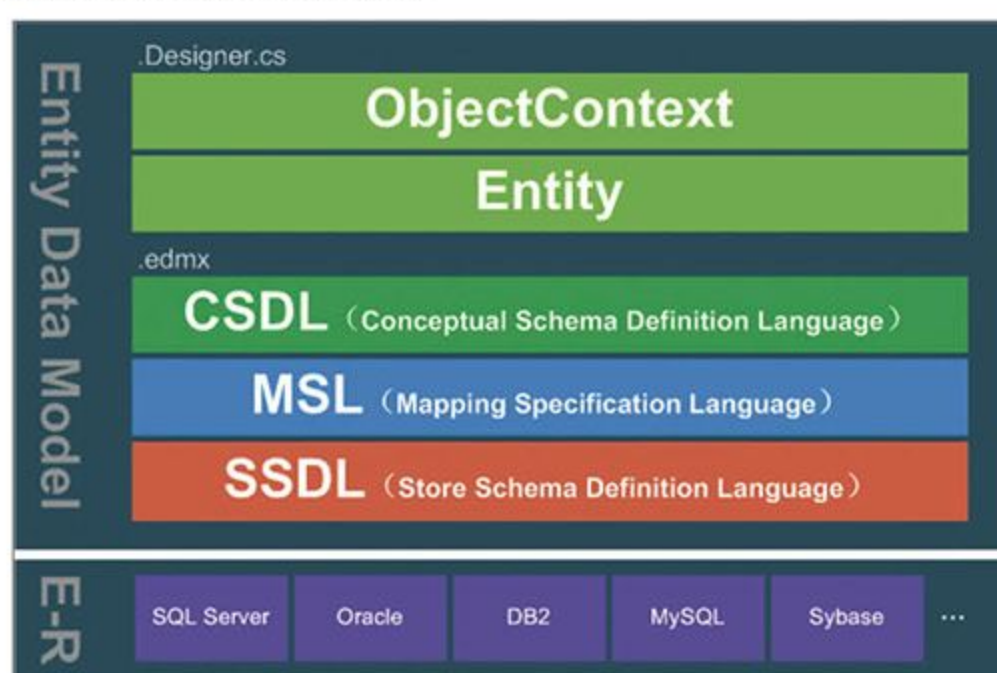 Entity Data Model
.Designer.cs
ObjectContext
Entity
.edmx
CSDL（Conceptual Schema Definition Language）
MSL（Mapping Specification Language）
SSDL（Store Schema Definition Language）
E-R
SQL Server
Oracle
DB2
MySQL
Sybase
...